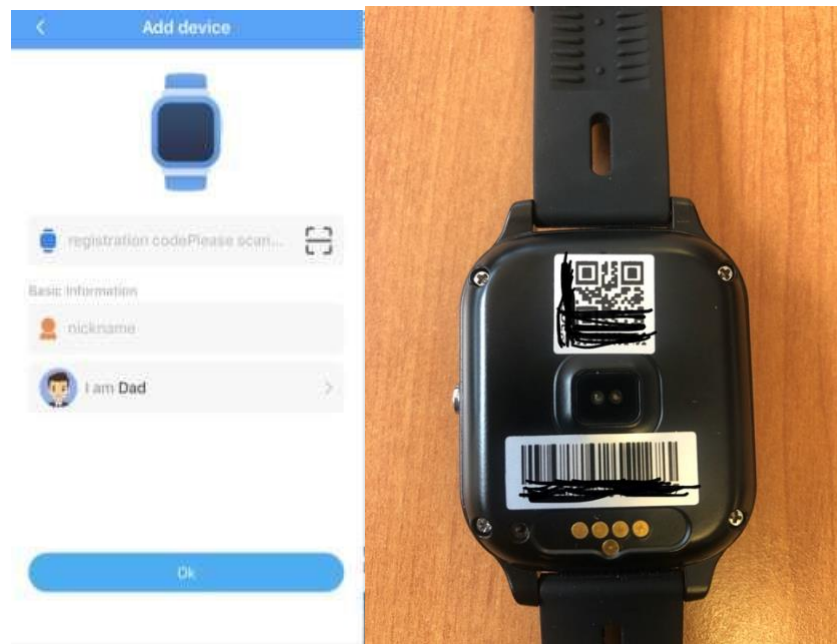 Add device
registration codePlease scan...
Basic Information
nickname
I am Dad
Ok